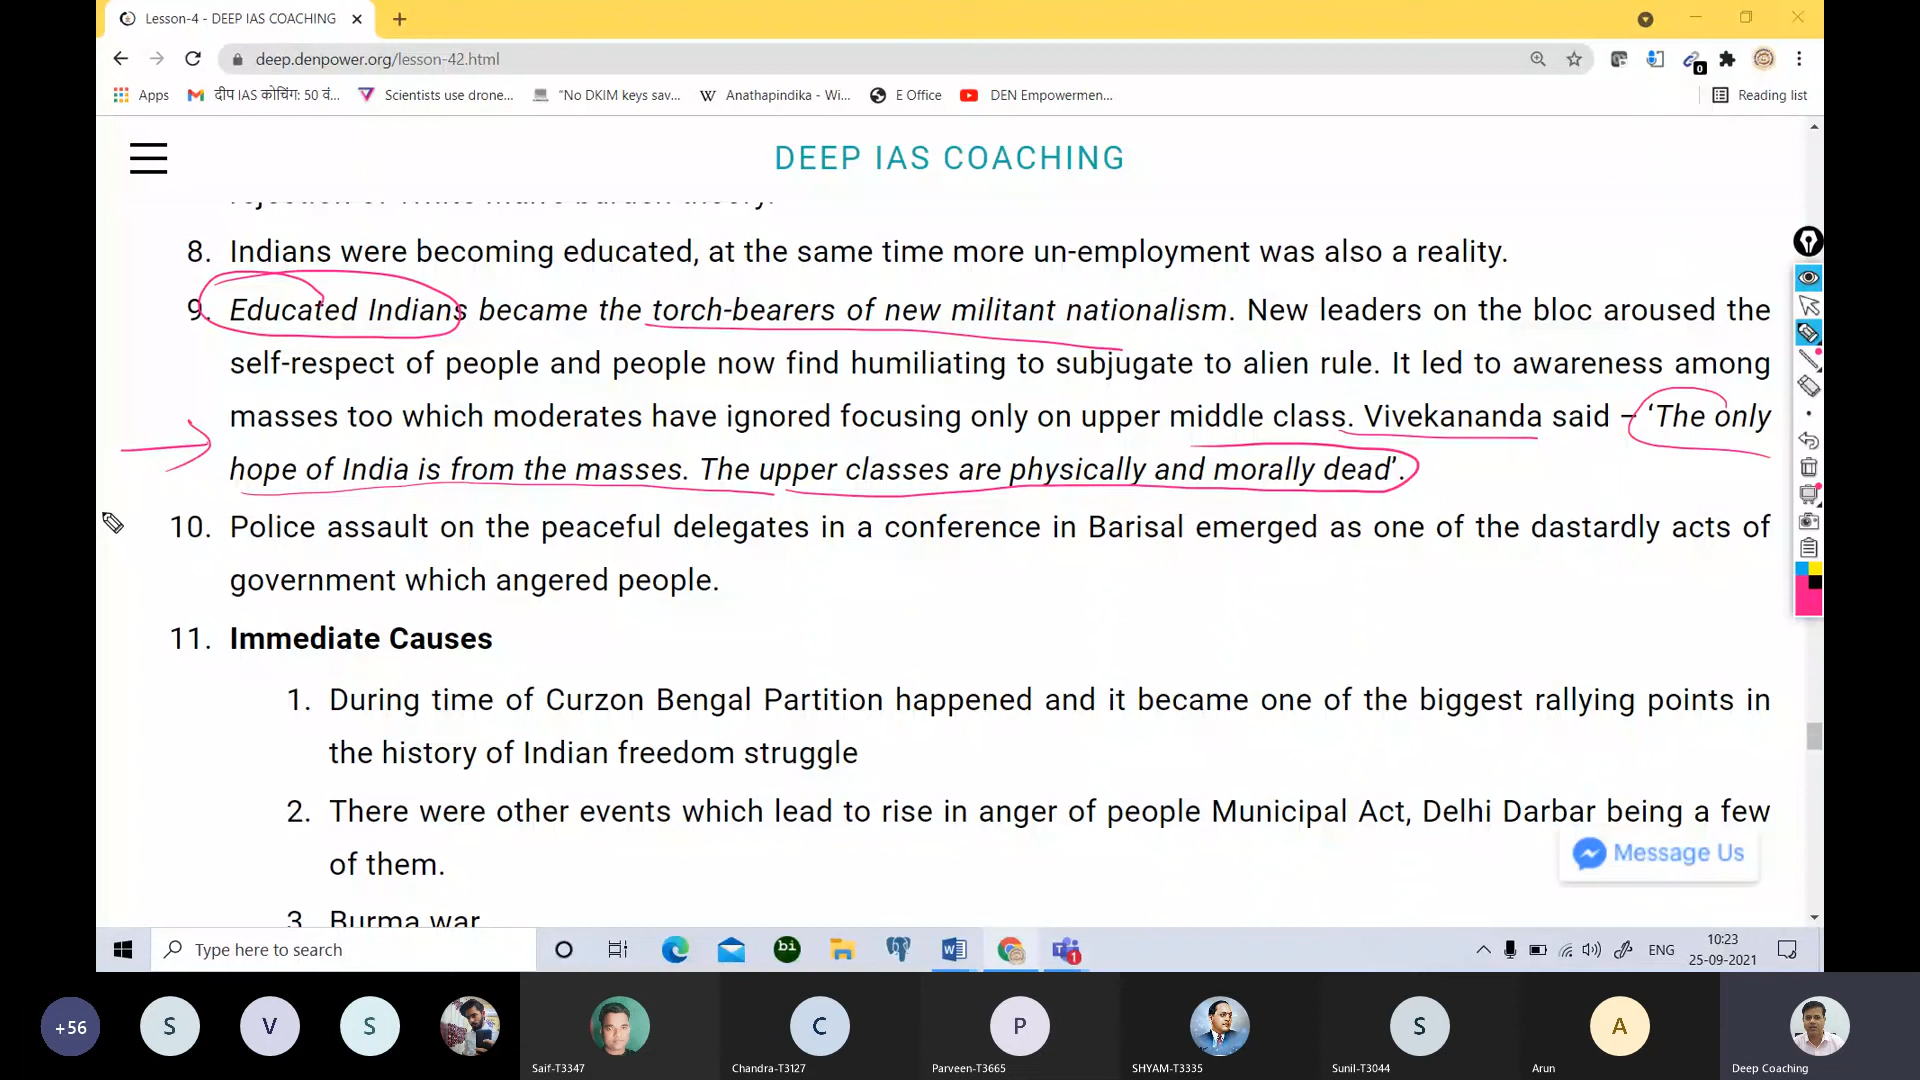 Lesson-4 - DEEP IAS COACHING
deep.denpower.org/lesson-42.html
0
Apps
दीप IAS कोचिंग: 50 वं...
Scientists use drone...
"No DKIM keys sav...
W Anathapindika - Wi...
E Office
DEN Empowermen...
Reading list
DEEP IAS COACHING
8. Indians were becoming educated, at the same time more un-employment was also a reality.
9. Educated Indians became the torch-bearers of new militant nationalism. New leaders on the bloc aroused the
self-respect of people and people now find humiliating to subjugate to alien rule. It led to awareness among
masses too which moderates have ignored focusing only on upper middle class. Vivekananda said – ‘The only
hope of India is from the masses. The upper classes are physically and morally dead’.
10. Police assault on the peaceful delegates in a conference in Barisal emerged as one of the dastardly acts of
government which angered people.
11. Immediate Causes
1. During time of Curzon Bengal Partition happened and it became one of the biggest rallying points in
the history of Indian freedom struggle
2. There were other events which lead to rise in anger of people Municipal Act, Delhi Darbar being a few
of them.
Message Us
3. Burma war
Type here to search
bi
1
ENG
10:23
25-09-2021
+56
S
V
S
C
P
S
A
Saif-T3347
Chandra-T3127
Parveen-T3665
SHYAM-T3335
Sunil-T3044
Arun
Deep Coaching